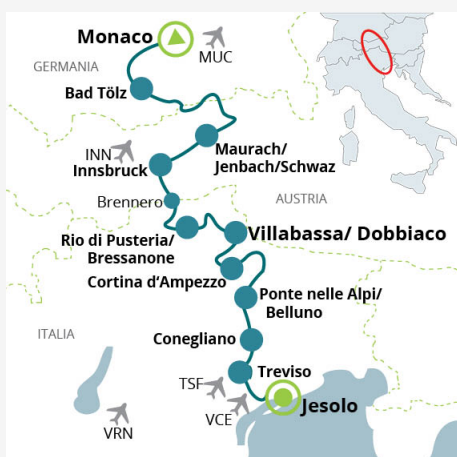 Monaco
MUC
GERMANIA
Bad Tölz
Maurach/
Jenbach/Schwaz
INN
Innsbruck
AUSTRIA
Brennero
Villabassa/ Dobbiaco
Rio di Pusteria/
Bressanone
Cortina d'Ampezzo
Ponte nelle Alpi/
Belluno
ITALIA
Conegliano
Treviso
TSF
Jesolo
VCE
VRN